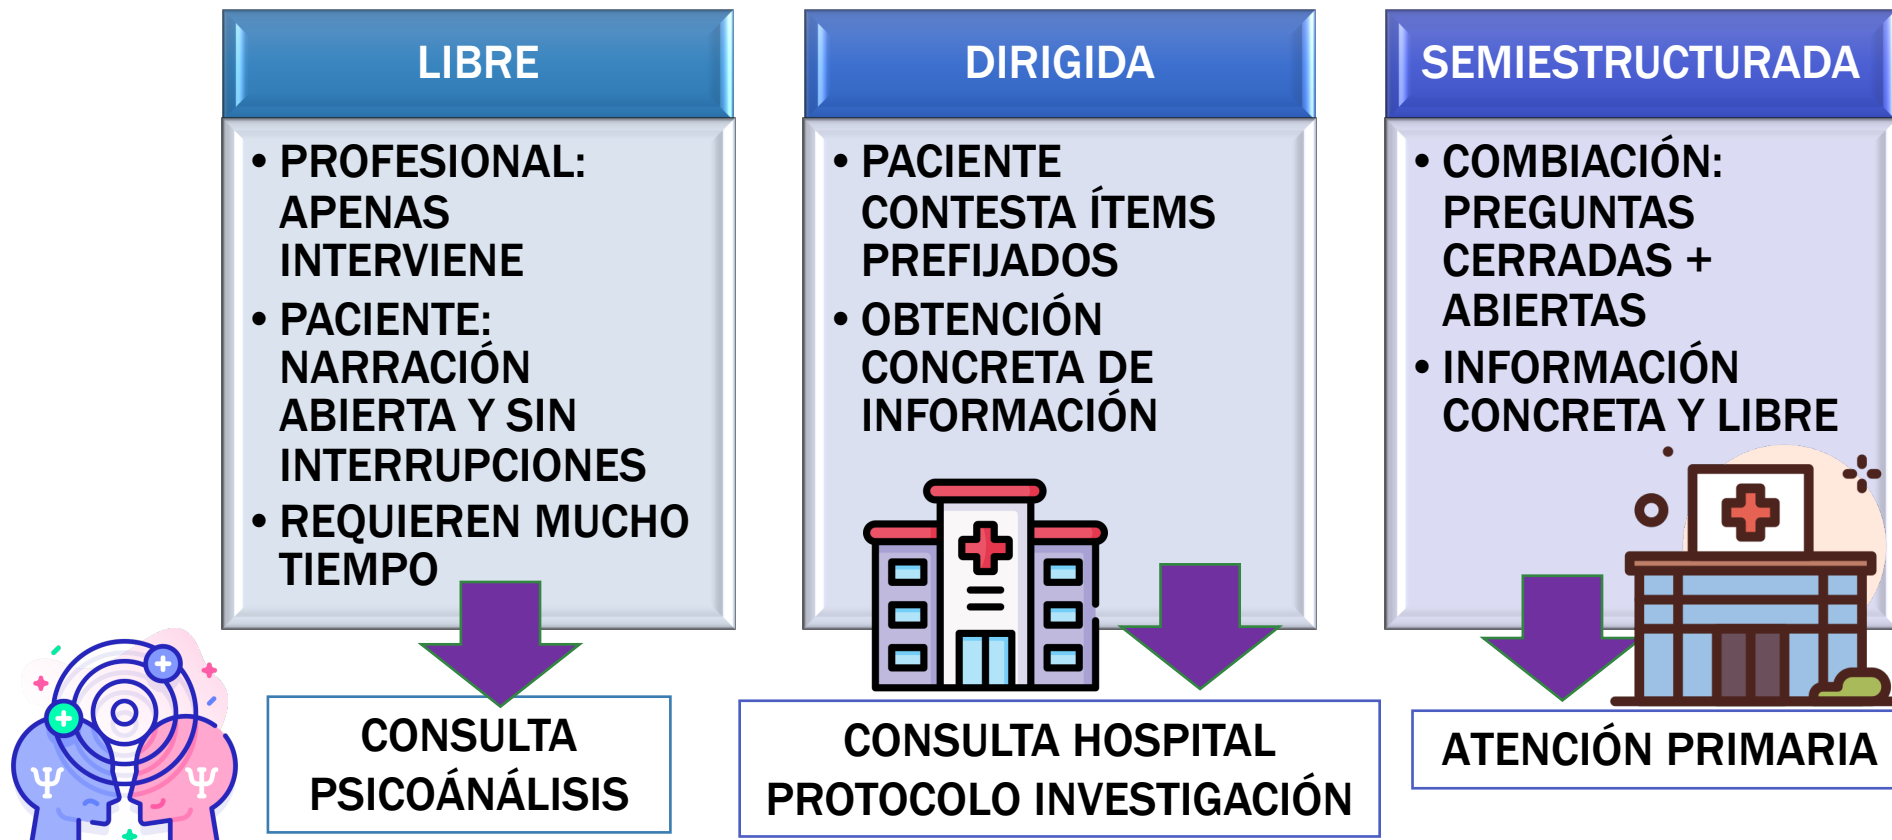 LIBRE
• PROFESIONAL:
APENAS
INTERVIENE
• PACIENTE:
NARRACIÓN
ABIERTA Y SIN
INTERRUPCIONES
• REQUIEREN MUCHO
TIEMPO
CONSULTA
PSICOÁNÁLISIS
DIRIGIDA
• PACIENTE
CONTESTA ÍTEMS
PREFIJADOS
• OBTENCIÓN
CONCRETA DE
INFORMACIÓN
CONSULTA HOSPITAL
PROTOCOLO INVESTIGACIÓN
SEMIESTRUCTURADA
• COMBIACIÓN:
PREGUNTAS
CERRADAS +
ABIERTAS
• INFORMACIÓN
CONCRETA Y LIBRE
ATENCIÓN PRIMARIA
Ψ Ψ